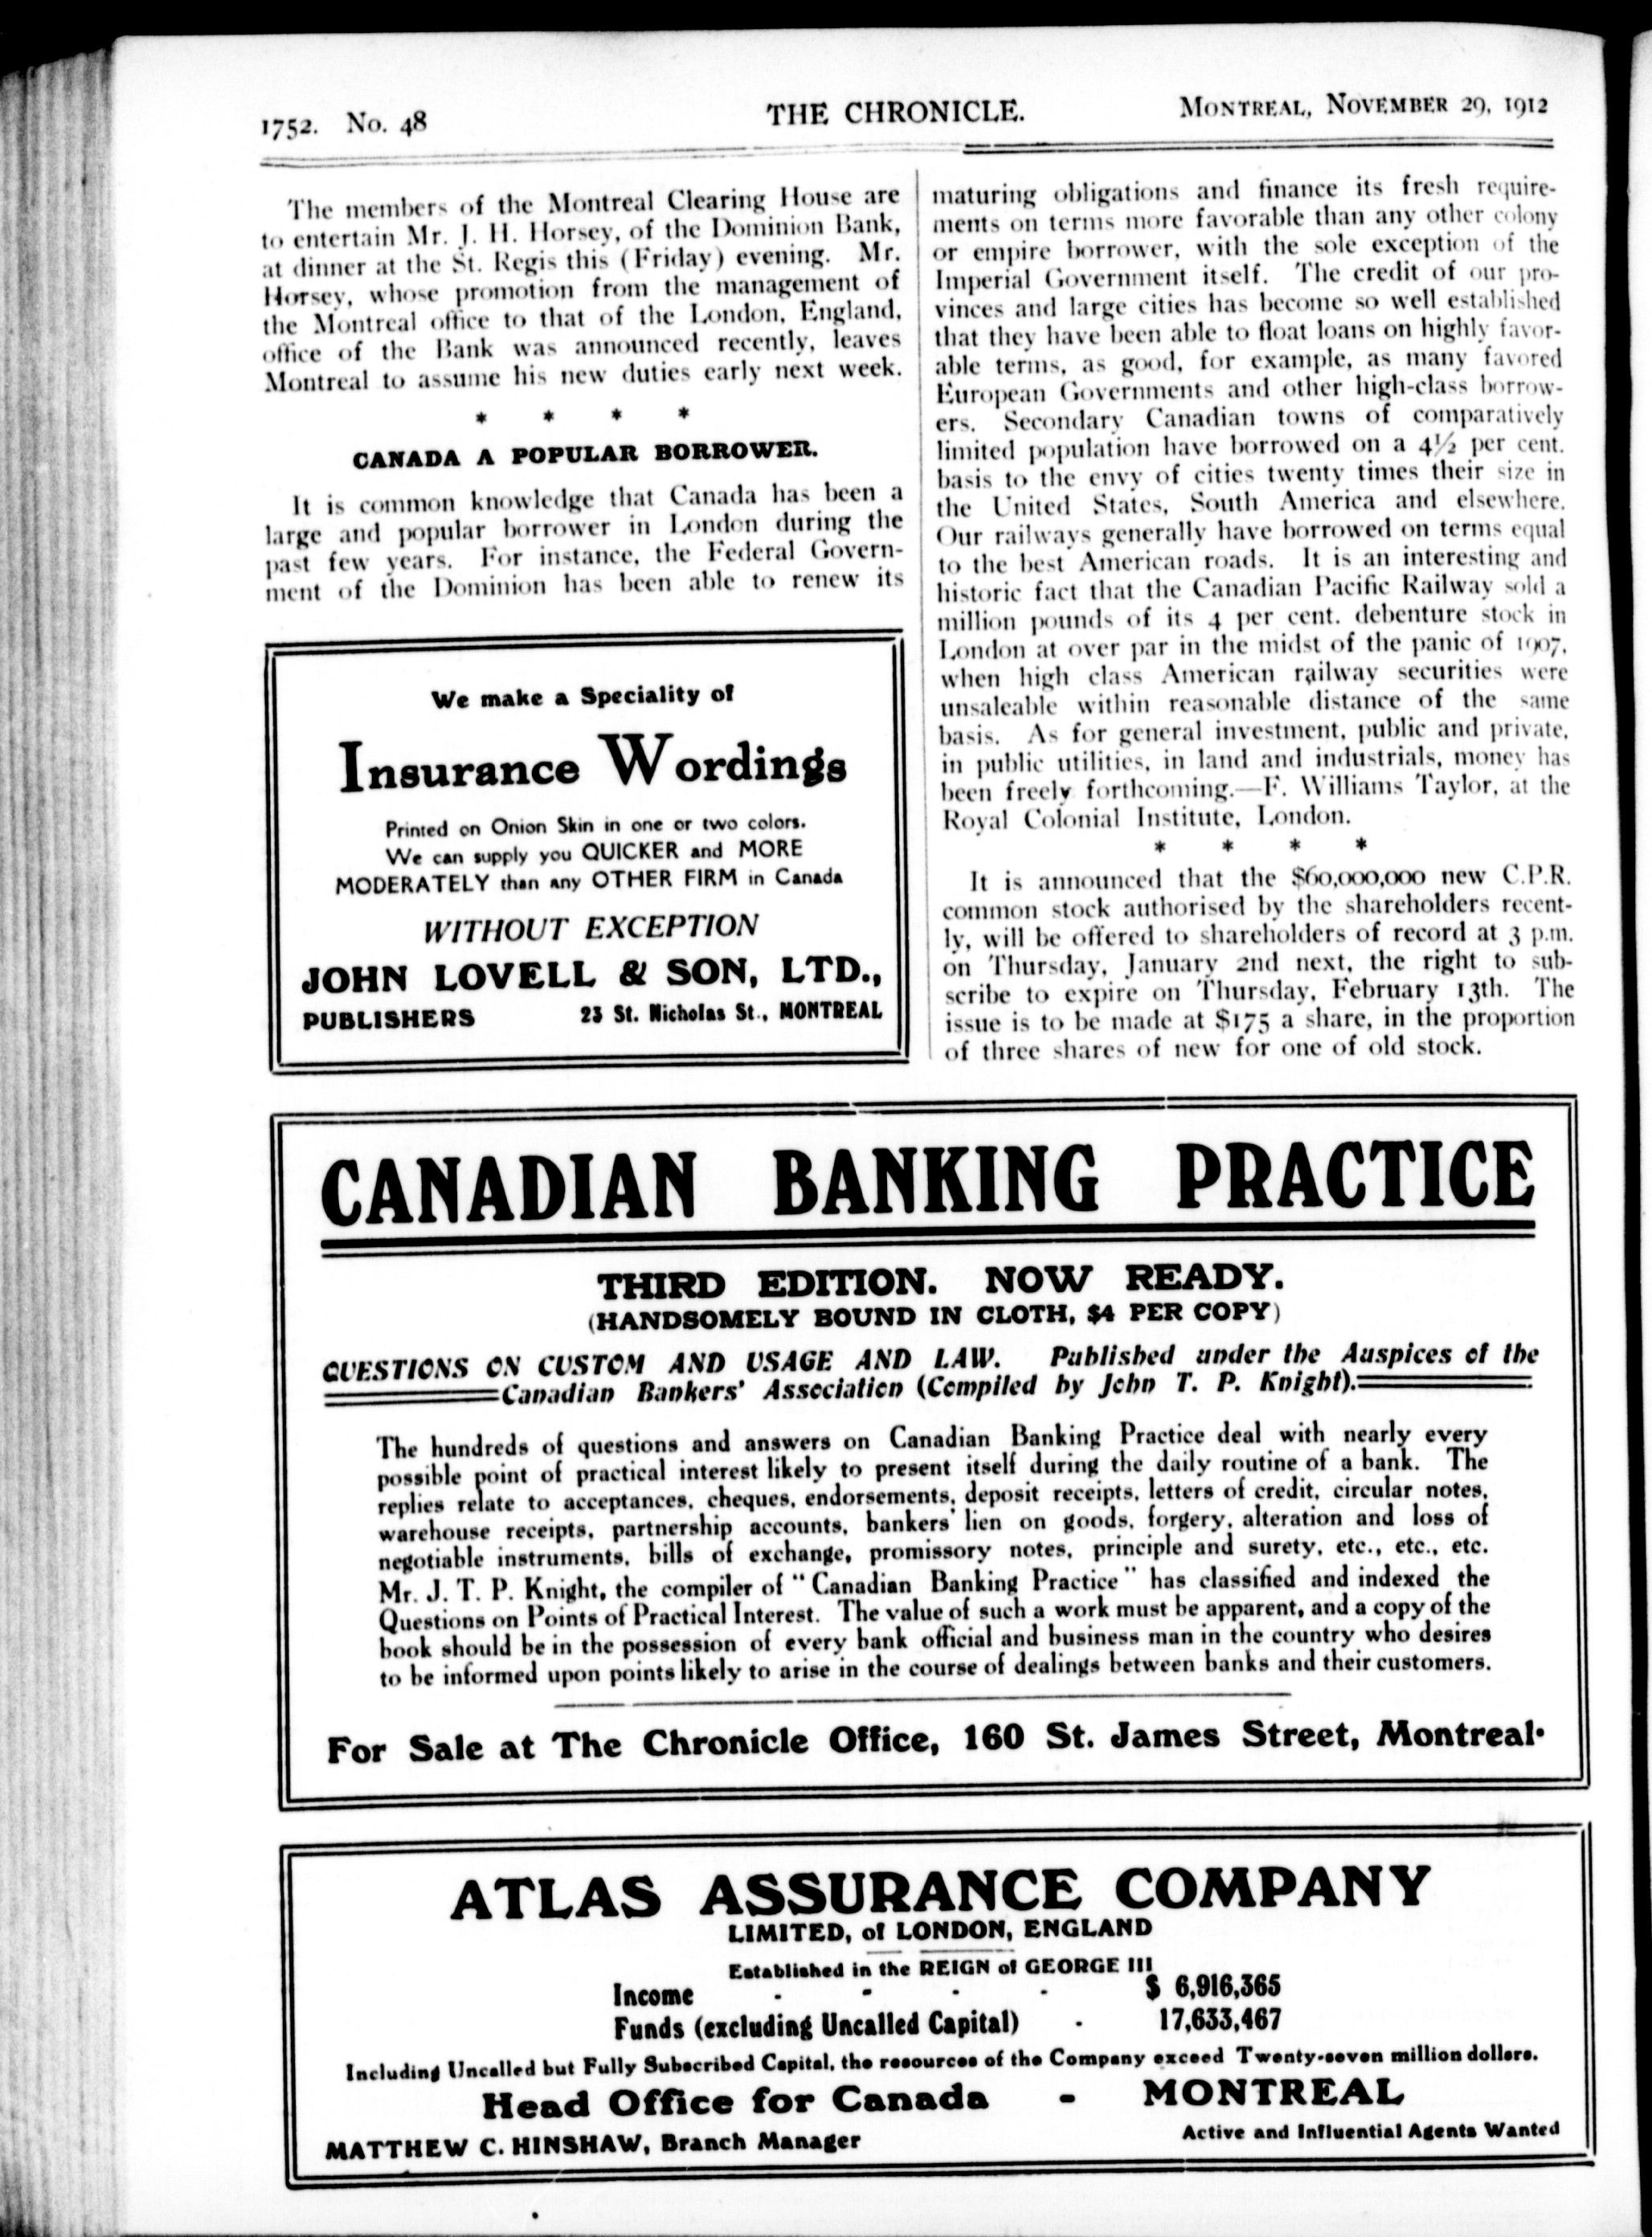 1752. No. 48
THE CHRONICLE.
MONTREAL, NOVEMBER 29, 1912
The members of the Montreal Clearing House are
to entertain Mr. J. H. Horsey, of the Dominion Bank,
at dinner at the St. Regis this (Friday) evening. Mr.
Horsey, whose promotion from the management of
the Montreal office to that of the London, England,
office of the Bank was announced recently, leaves
Montreal to assume his new duties early next week.
* * * *
CANADA A POPULAR BORROWER.
It is common knowledge that Canada has been a
large and popular borrower in London during the
past few years. For instance, the Federal Govern-
ment of the Dominion has been able to renew its
We make a Speciality of
Insurance Wordings
Printed on Onion Skin in one or two colors.
We can supply you QUICKER and MORE
MODERATELY than any OTHER FIRM in Canada
WITHOUT EXCEPTION
JOHN LOVELL & SON, LTD.,
PUBLISHERS 23 St. Nicholas St., MONTREAL
maturing obligations and finance its fresh require-
ments on terms more favorable than any other colony
or empire borrower, with the sole exception of the
Imperial Government itself. The credit of our pro-
vinces and large cities has become so well established
that they have been able to float loans on highly favor-
able terms, as good, for example, as many favored
European Governments and other high-class borrow-
ers. Secondary Canadian towns of comparatively
limited population have borrowed on a 4½ per cent.
basis to the envy of cities twenty times their size in
the United States, South America and elsewhere.
Our railways generally have borrowed on terms equal
to the best American roads. It is an interesting and
historic fact that the Canadian Pacific Railway sold a
million pounds of its 4 per cent. debenture stock in
London at over par in the midst of the panic of 1907,
when high class American railway securities were
unsaleable within reasonable distance of the same
basis. As for general investment, public and private,
in public utilities, in land and industrials, money has
been freely forthcoming.—F. Williams Taylor, at the
Royal Colonial Institute, London.
* * * *
It is announced that the $60,000,000 new C.P.R.
common stock authorised by the shareholders recent-
ly, will be offered to shareholders of record at 3 p.m.
on Thursday, January 2nd next, the right to sub-
scribe to expire on Thursday, February 13th. The
issue is to be made at $175 a share, in the proportion
of three shares of new for one of old stock.
CANADIAN BANKING PRACTICE
THIRD EDITION. NOW READY.
(HANDSOMELY BOUND IN CLOTH, $4 PER COPY)
QUESTIONS ON CUSTOM AND USAGE AND LAW. Published under the Auspices of the
Canadian Bankers' Association (Compiled by John T. P. Knight).
The hundreds of questions and answers on Canadian Banking Practice deal with nearly every
possible point of practical interest likely to present itself during the daily routine of a bank. The
replies relate to acceptances, cheques, endorsements, deposit receipts, letters of credit, circular notes,
warehouse receipts, partnership accounts, bankers' lien on goods, forgery, alteration and loss of
negotiable instruments, bills of exchange, promissory notes, principle and surety, etc., etc., etc.
Mr. J. T. P. Knight, the compiler of "Canadian Banking Practice" has classified and indexed the
Questions on Points of Practical Interest. The value of such a work must be apparent, and a copy of the
book should be in the possession of every bank official and business man in the country who desires
to be informed upon points likely to arise in the course of dealings between banks and their customers.
For Sale at The Chronicle Office, 160 St. James Street, Montreal.
ATLAS ASSURANCE COMPANY
LIMITED, of LONDON, ENGLAND
Established in the REIGN of GEORGE III
Income - - - - $ 6,916,365
Funds (excluding Uncalled Capital) - 17,633,467
Including Uncalled but Fully Subscribed Capital, the resources of the Company exceed Twenty-seven million dollars.
Head Office for Canada - MONTREAL
MATTHEW C. HINSHAW, Branch Manager Active and Influential Agents Wanted